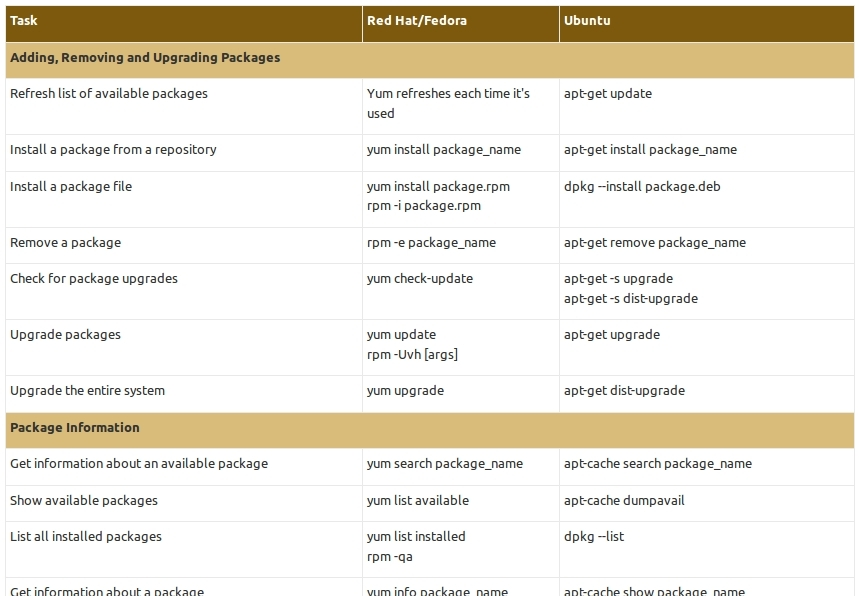 Task Red Hat/Fedora Ubuntu
Adding, Removing and Upgrading Packages
Refresh list of available packages Yum refreshes each time it's apt-get update
used
Install a package from a repository yum install package_name apt-get install package_name
Install a package file yum install package.rpm dpkg --install package.deb
rpm -i package.rpm
Remove a package rpm -e package_name apt-get remove package_name
Check for package upgrades yum check-update apt-get -s upgrade
apt-get -s dist-upgrade
Upgrade packages yum update apt-get upgrade
rpm -Uvh [args]
Upgrade the entire system yum upgrade apt-get dist-upgrade
Package Information
Get information about an available package yum search package_name apt-cache search package_name
Show available packages yum list available apt-cache dumpavail
List all installed packages yum list installed dpkg --list
rpm -qa
Get information about a package yum info package_name apt-cache show package_name